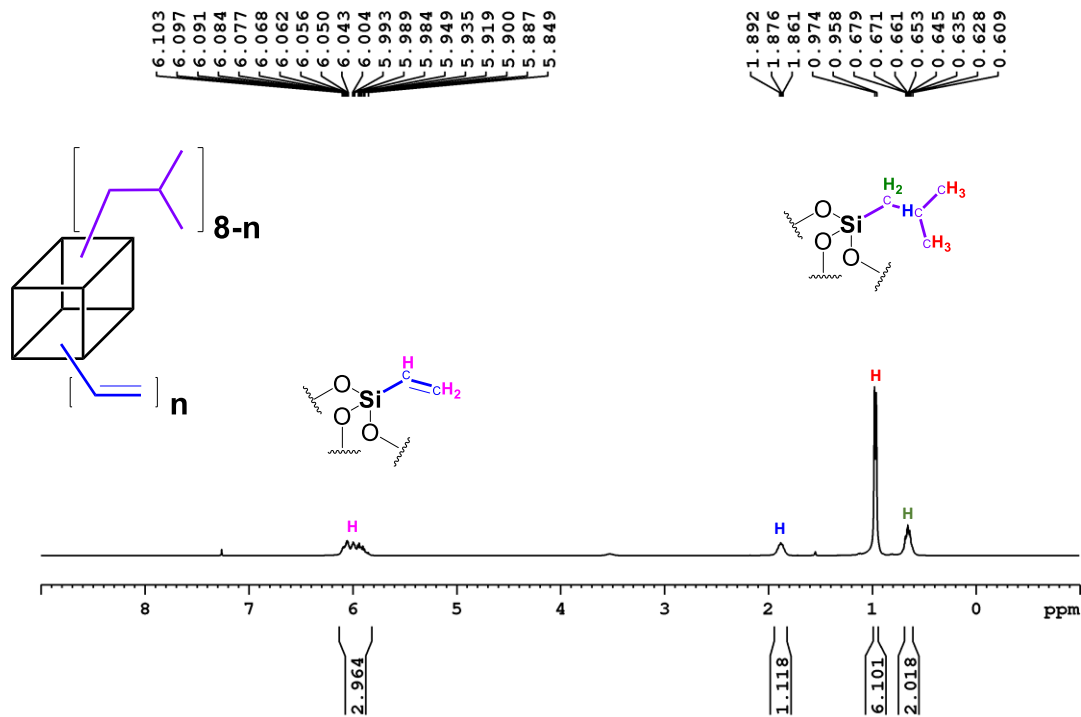 6.103
6.097
6.091
6.084
6.077
6.068
6.062
6.056
6.050
6.043
6.004
5.993
5.989
5.984
5.949
5.935
5.919
5.900
5.887
5.849
1.892
1.876
1.861
0.974
0.958
0.679
0.671
0.661
0.653
0.645
0.635
0.628
0.609
8-n
n
H
C
CH2
O
Si
O
O
H2
C
HC
CH3
CH3
O
Si
O
O
H
H
H
H
8 7 6 5 4 3 2 1 0 ppm
2.964
1.118
6.101
2.018